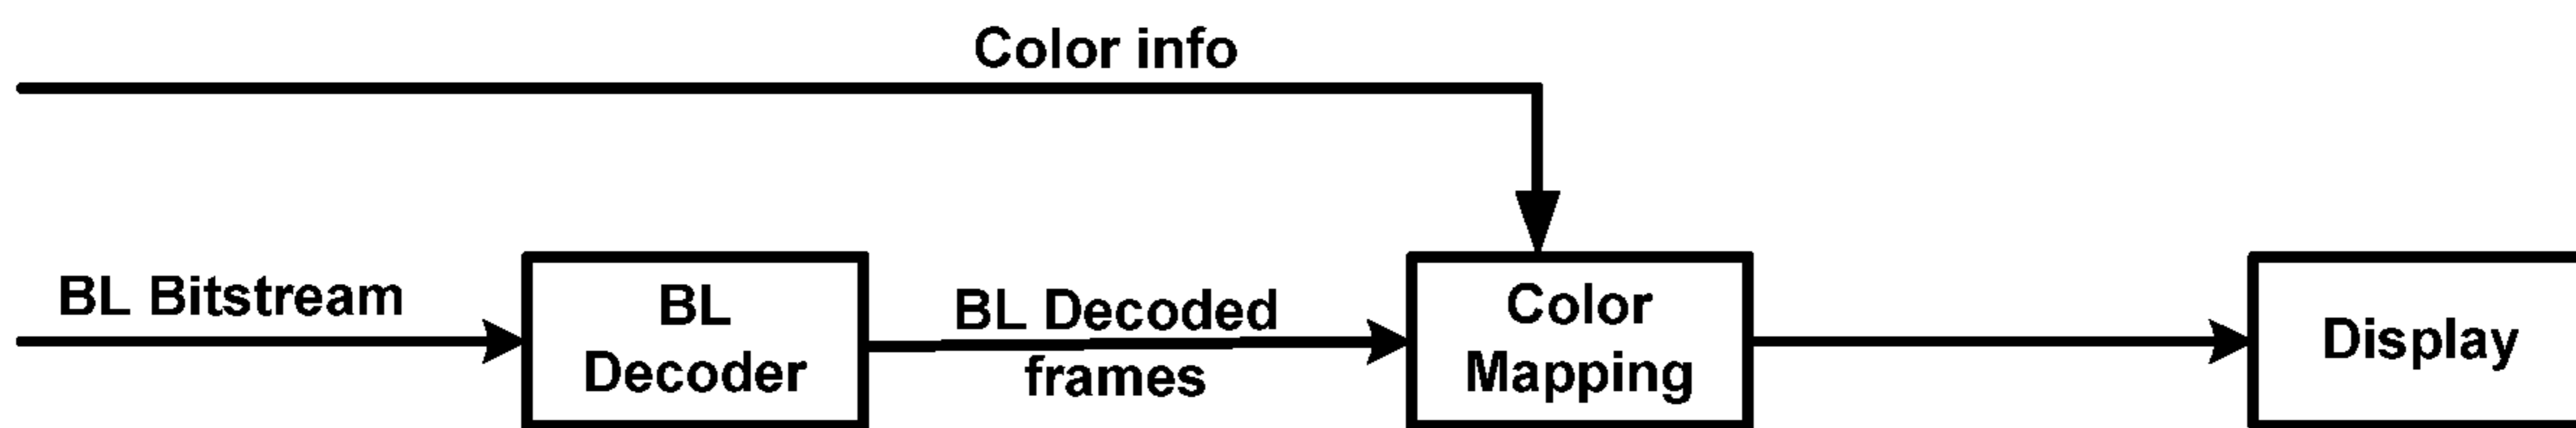 Color info
BL Bitstream
BL
Decoder
BL Decoded
frames
Color
Mapping
Display